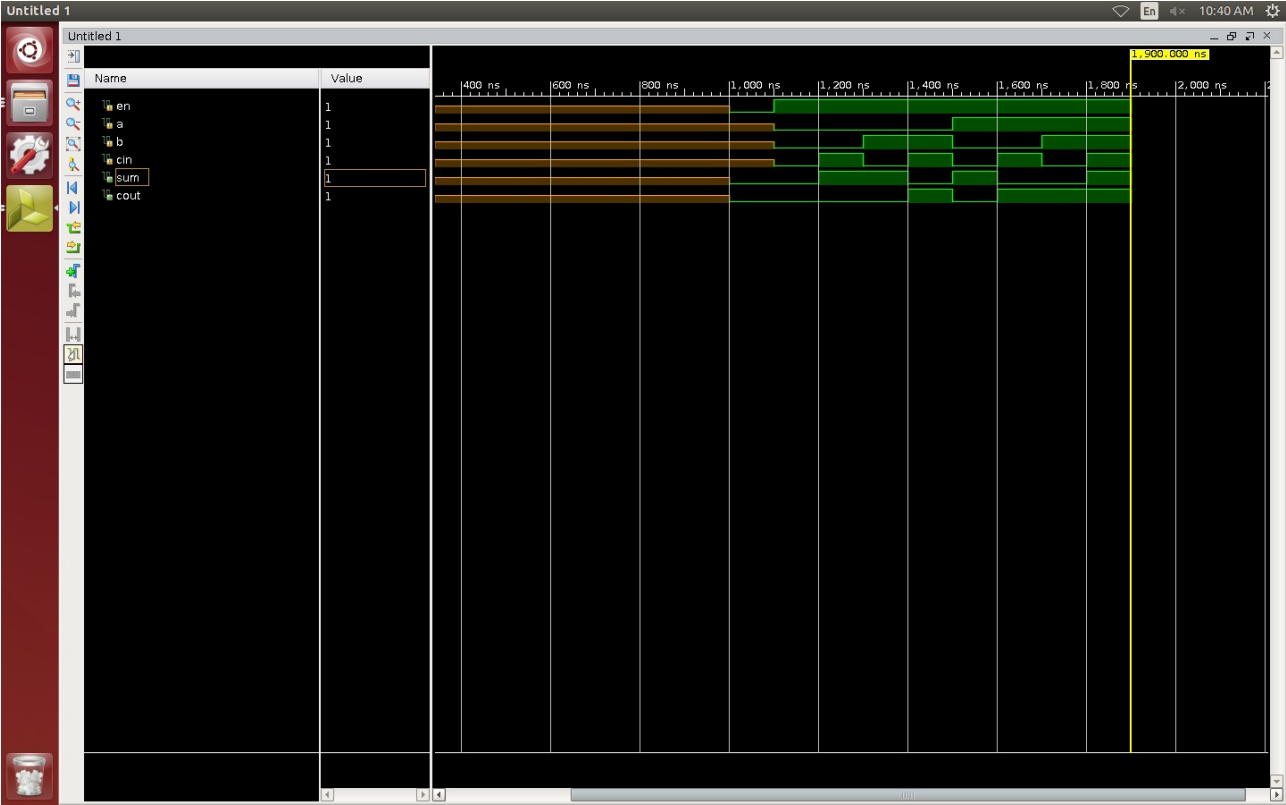 Untitled 1
En 10:40 AM
Untitled 1
1,900.000 ns
Name Value
400 ns 600 ns 800 ns 1,000 ns 1,200 ns 1,400 ns 1,600 ns 1,800 ns 2,000 ns
en 1
a 1
b 1
cin 1
sum 1
cout 1